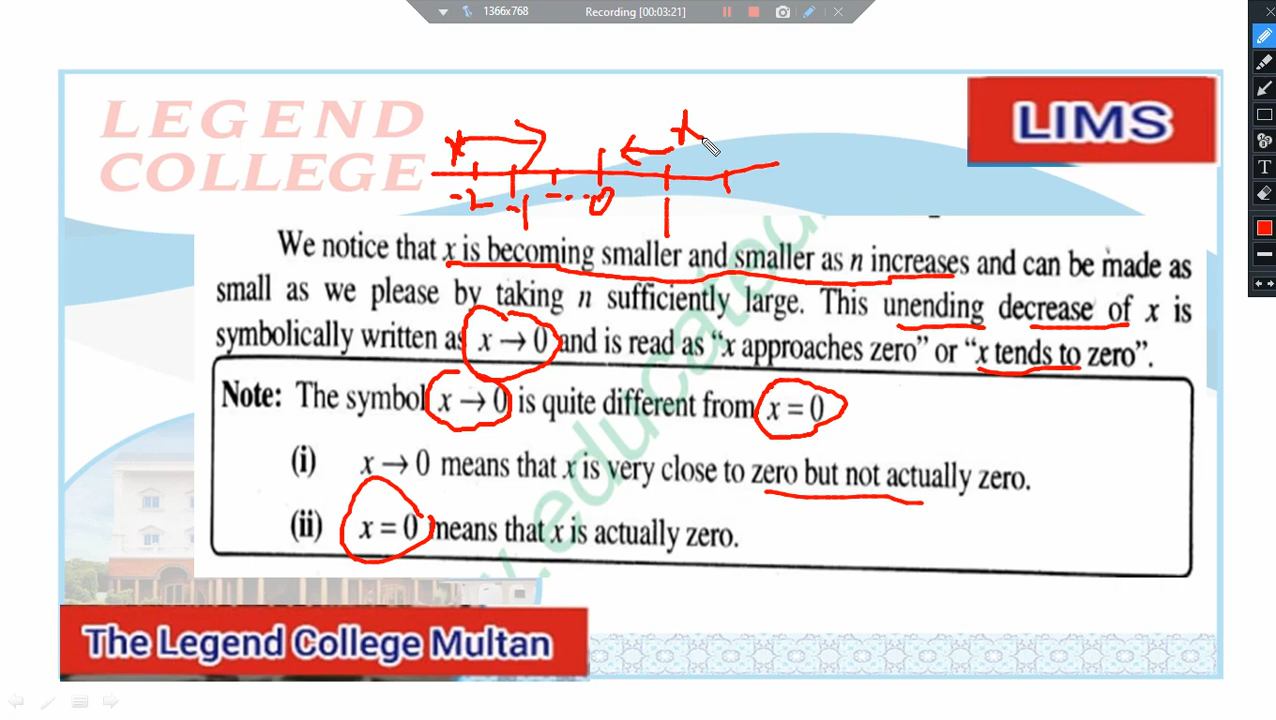 1366x768
Recording [00:03:21]
LEGEND
COLLEGE
LIMS
x
x
-2 -1 0 1
We notice that x is becoming smaller and smaller as n increases and can be made as
small as we please by taking n sufficiently large. This unending decrease of x is
symbolically written as x → 0 and is read as “x approaches zero” or “x tends to zero”.
Note: The symbol x → 0 is quite different from x = 0
(i) x → 0 means that x is very close to zero but not actually zero.
(ii) x = 0 means that x is actually zero.
The Legend College Multan